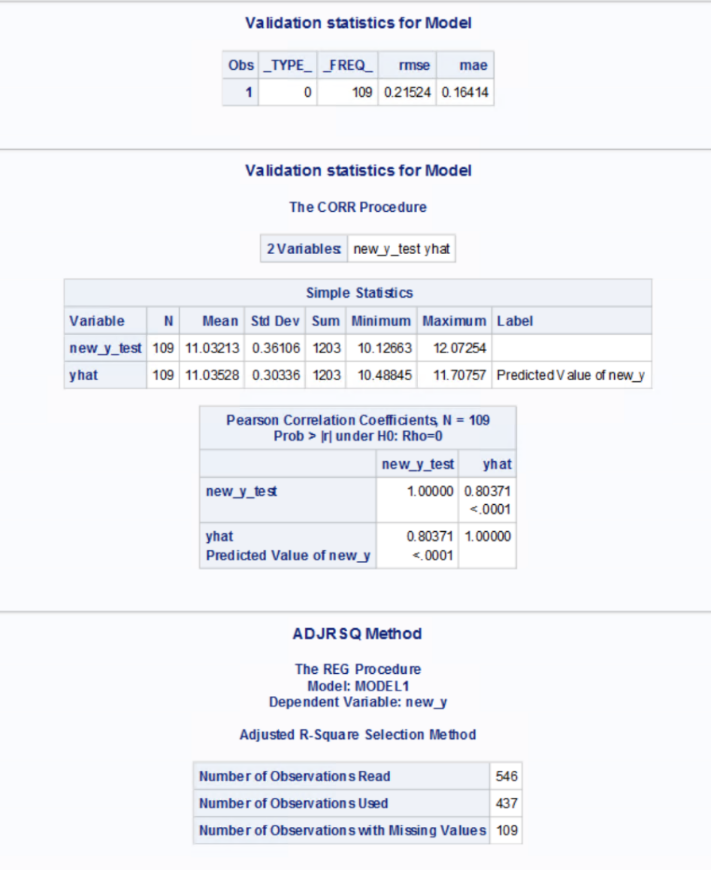 Validation statistics for Model
Obs _TYPE_ _FREQ_ rmse mae
1 0 109 0.21524 0.16414
Validation statistics for Model
The CORR Procedure
2 Variables: new_y_test yhat
Simple Statistics
Variable N Mean Std Dev Sum Minimum Maximum Label
new_y_test 109 11.03213 0.36106 1203 10.12663 12.07254
yhat 109 11.03528 0.30336 1203 10.48845 11.70757 Predicted Value of new_y
Pearson Correlation Coefficients, N = 109
Prob > |r| under H0: Rho=0
new_y_test yhat
new_y_test 1.00000 0.80371
<.0001
yhat 0.80371 1.00000
Predicted Value of new_y <.0001
ADJRSQ Method
The REG Procedure
Model: MODEL1
Dependent Variable: new_y
Adjusted R-Square Selection Method
Number of Observations Read 546
Number of Observations Used 437
Number of Observations with Missing Values 109